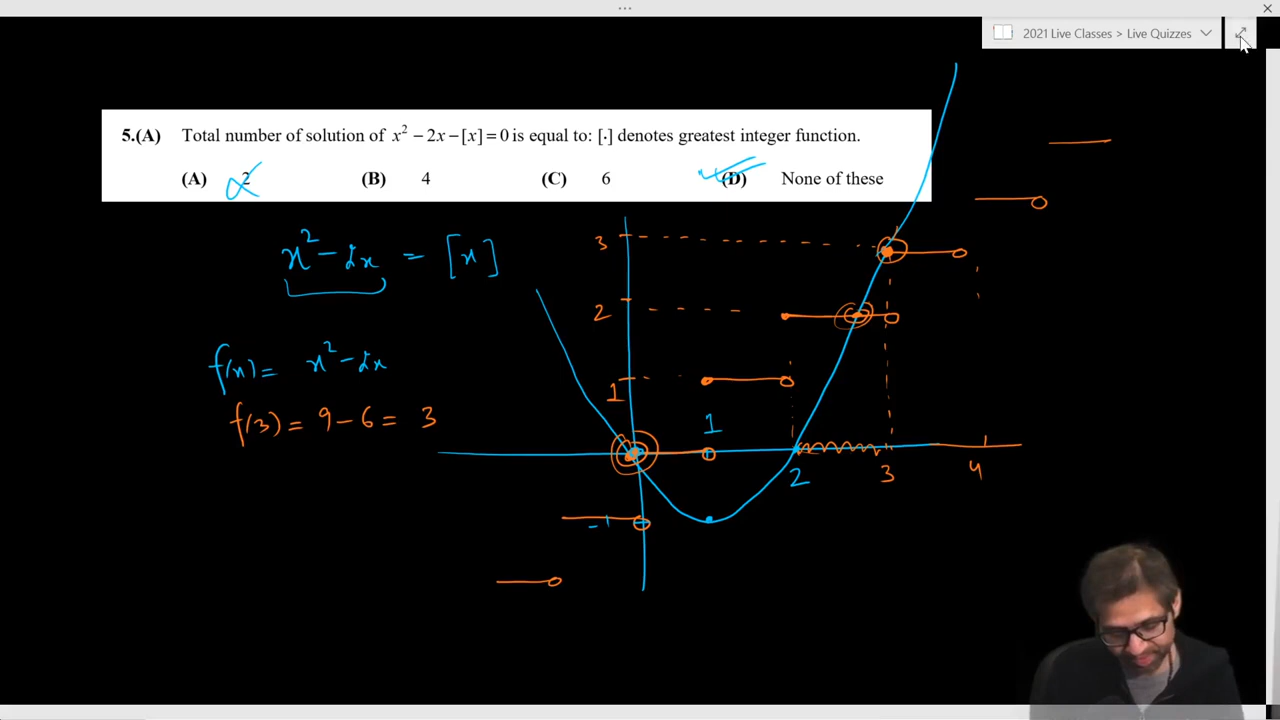 2021 Live Classes > Live Quizzes
5.(A) Total number of solution of x² − 2x − [x] = 0 is equal to: [·] denotes greatest integer function.
(A) 2 (B) 4 (C) 6 (D) None of these
x² − 2x = [x]
f(x) = x² − 2x
f(3) = 9 − 6 = 3
3
2
1
1
2 3 4
−1